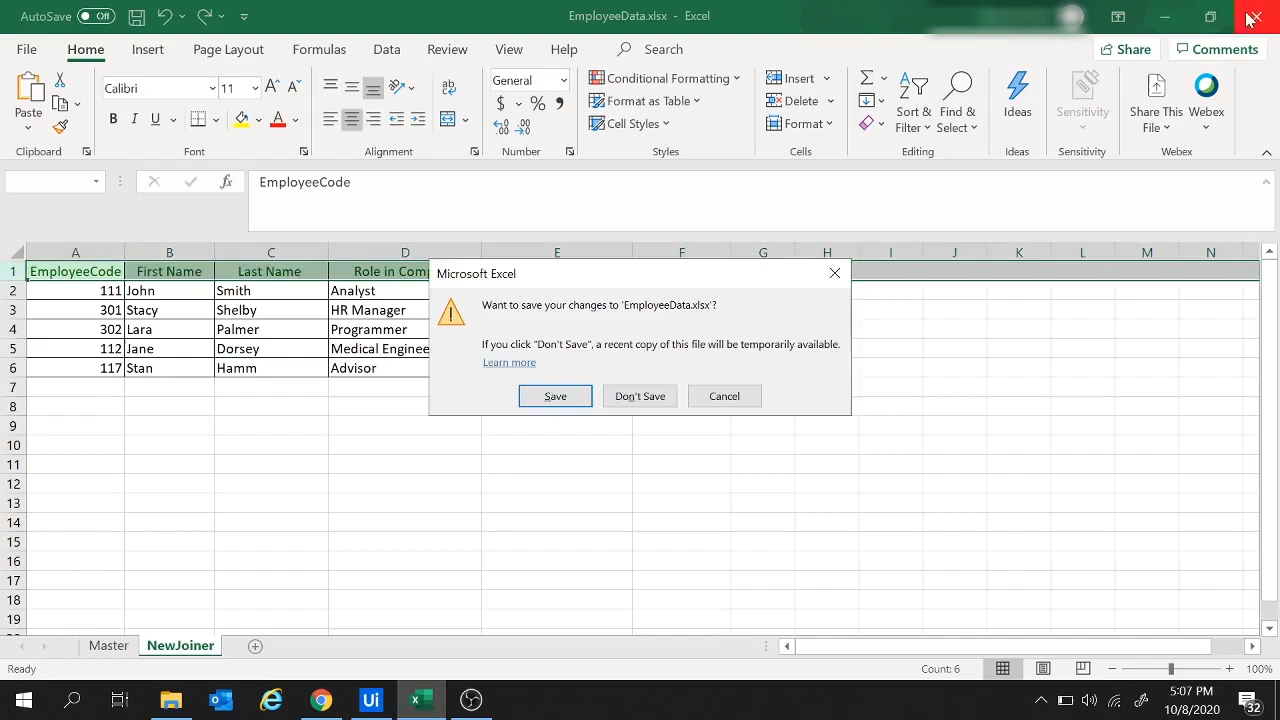 AutoSave Off EmployeeData.xlsx - Excel
File Home Insert Page Layout Formulas Data Review View Help Search Share Comments
Paste
Clipboard
Calibri 11
B I U
Font
Alignment
General
$ % ,
Number
Conditional Formatting
Format as Table
Cell Styles
Styles
Insert
Delete
Format
Cells
Sort & Filter
Find & Select
Editing
Ideas
Ideas
Sensitivity
Sensitivity
Share This File
Webex
Webex
fx EmployeeCode
A B C D E F G H I J K L M N
1 EmployeeCode First Name Last Name Role in Comp
2 111 John Smith Analyst
3 301 Stacy Shelby HR Manager
4 302 Lara Palmer Programmer
5 112 Jane Dorsey Medical Enginee
6 117 Stan Hamm Advisor
7
8
9
10
11
12
13
14
15
16
17
18
19
Microsoft Excel
Want to save your changes to 'EmployeeData.xlsx'?
If you click "Don't Save", a recent copy of this file will be temporarily available.
Learn more
Save Don't Save Cancel
Master NewJoiner
Ready Count: 6 100%
Ui
5:07 PM
10/8/2020
32